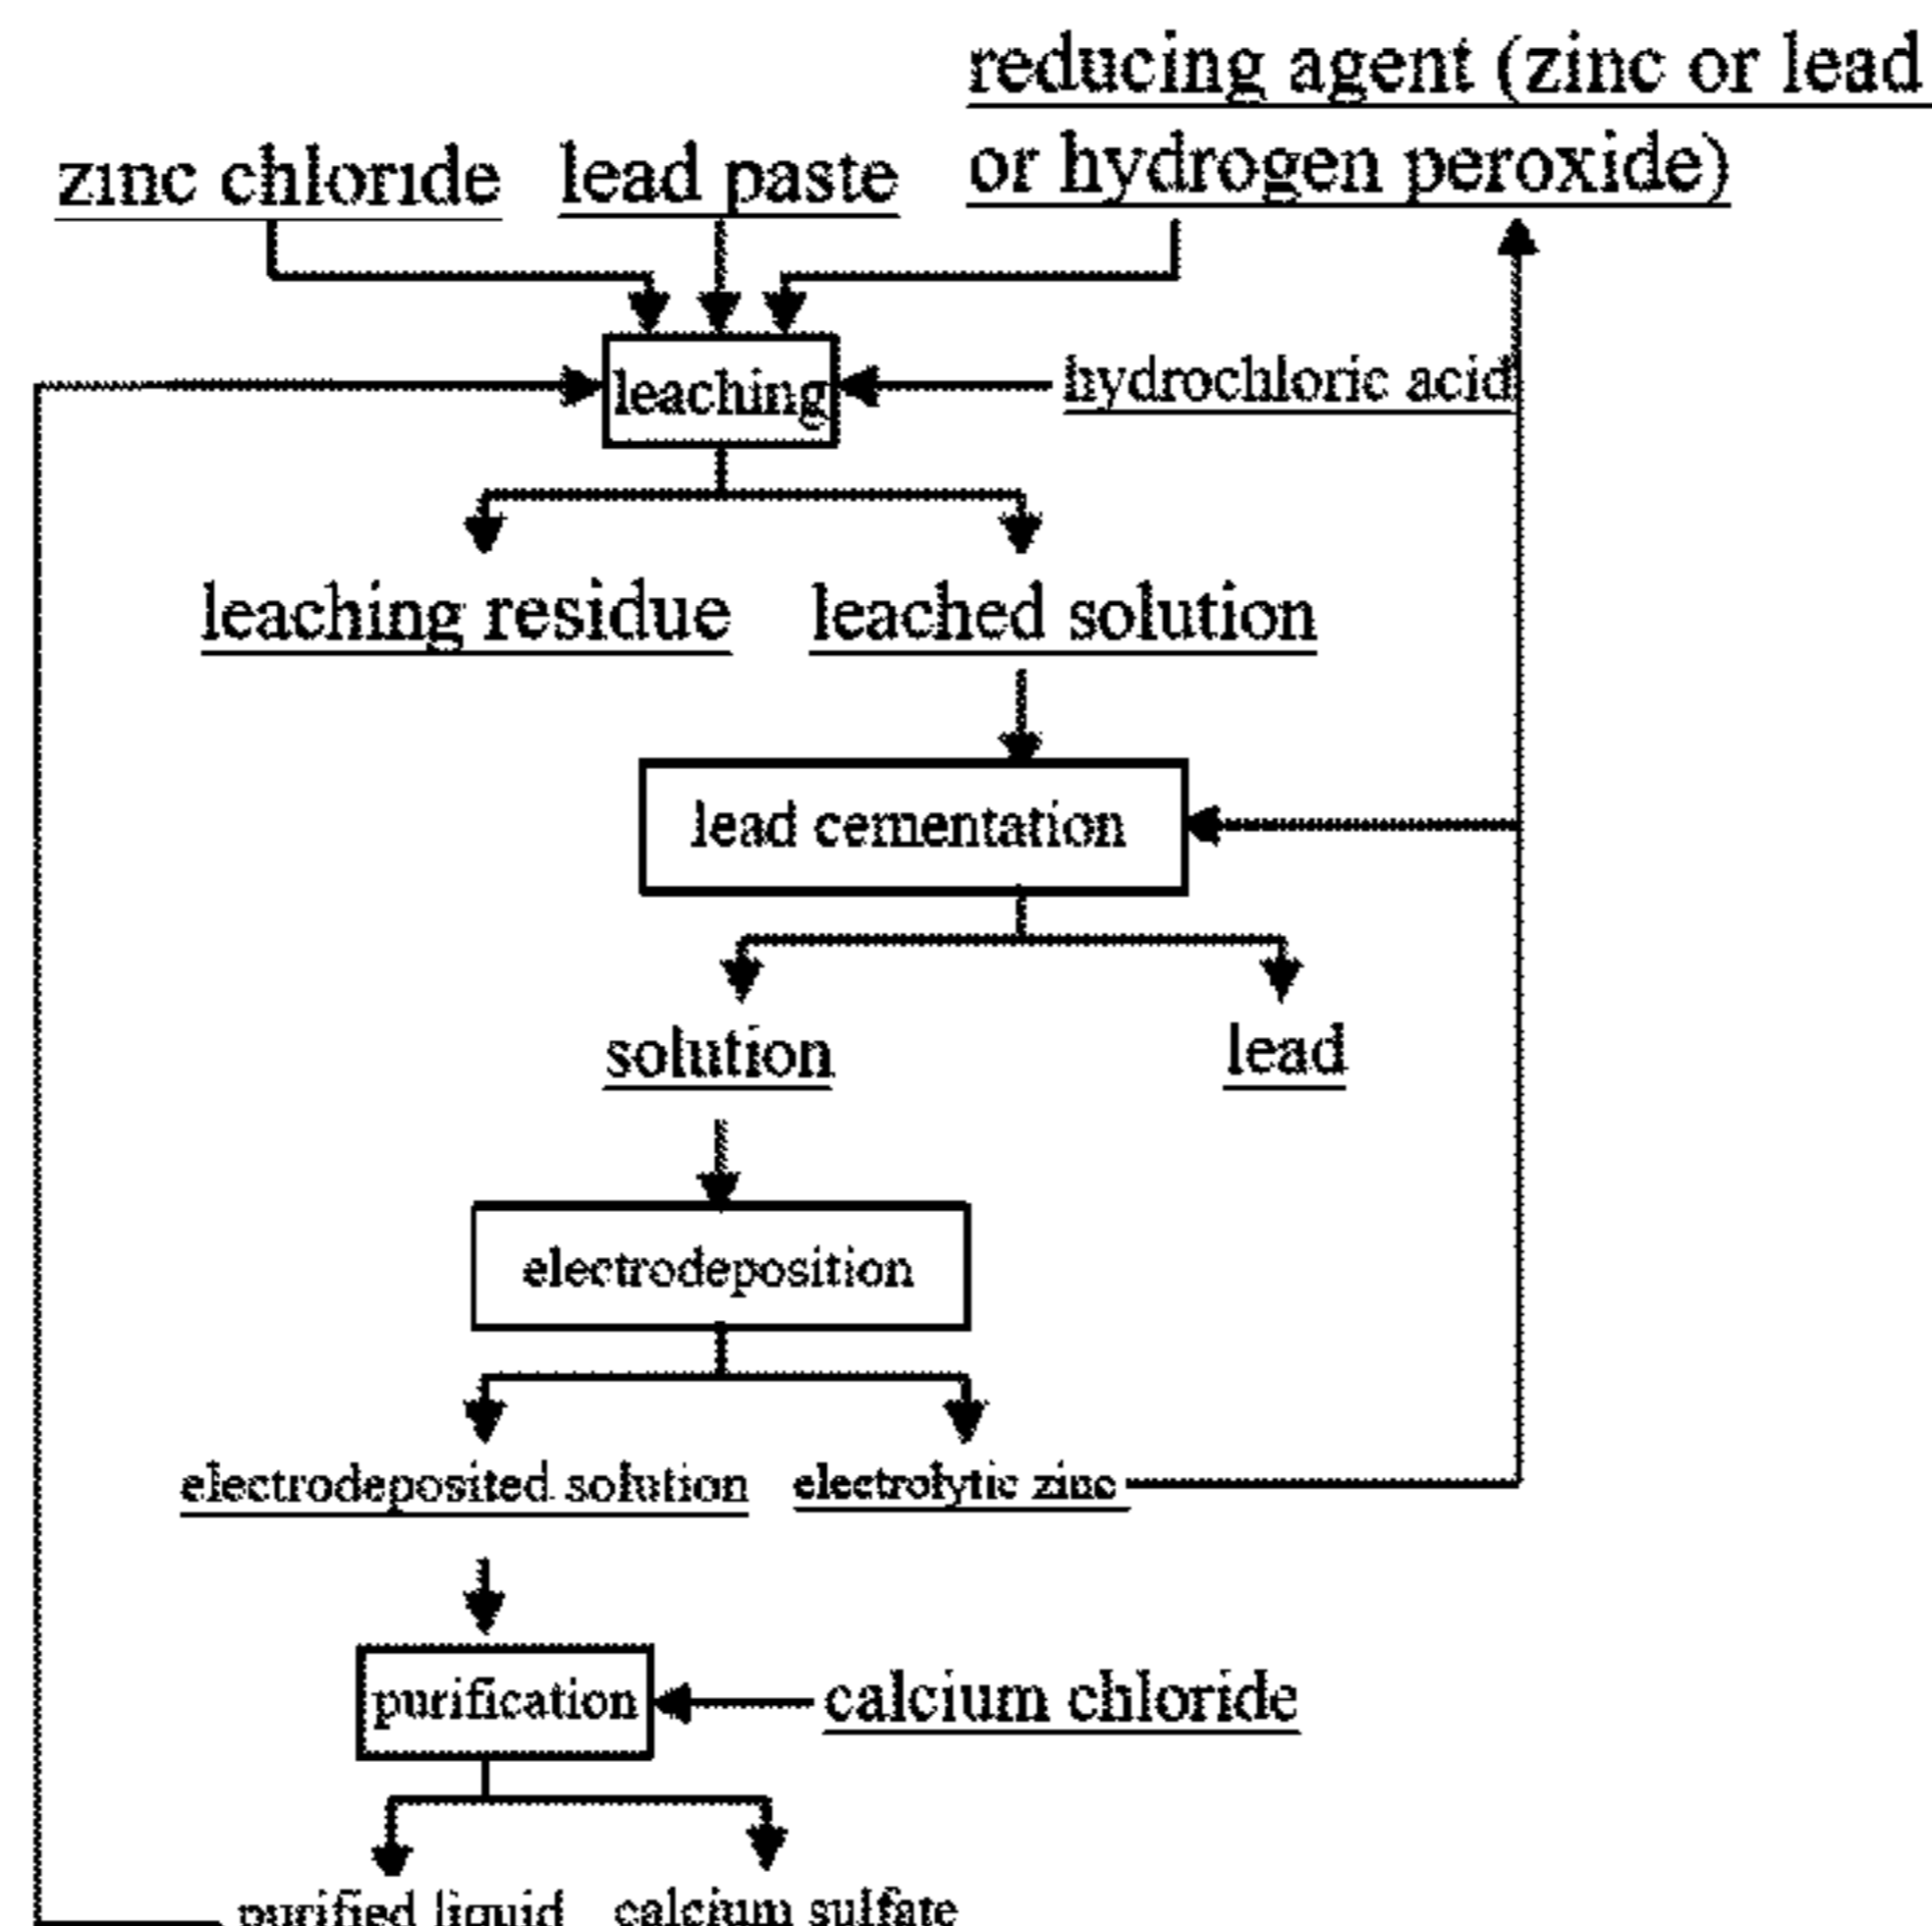 reducing agent (zinc or lead
or hydrogen peroxide)
zinc chloride
lead paste
leaching
hydrochloric acid
leaching residue
leached solution
lead cementation
solution
lead
electrodeposition
electrodeposited solution
electrolytic zinc
purification
calcium chloride
purified liquid
calcium sulfate